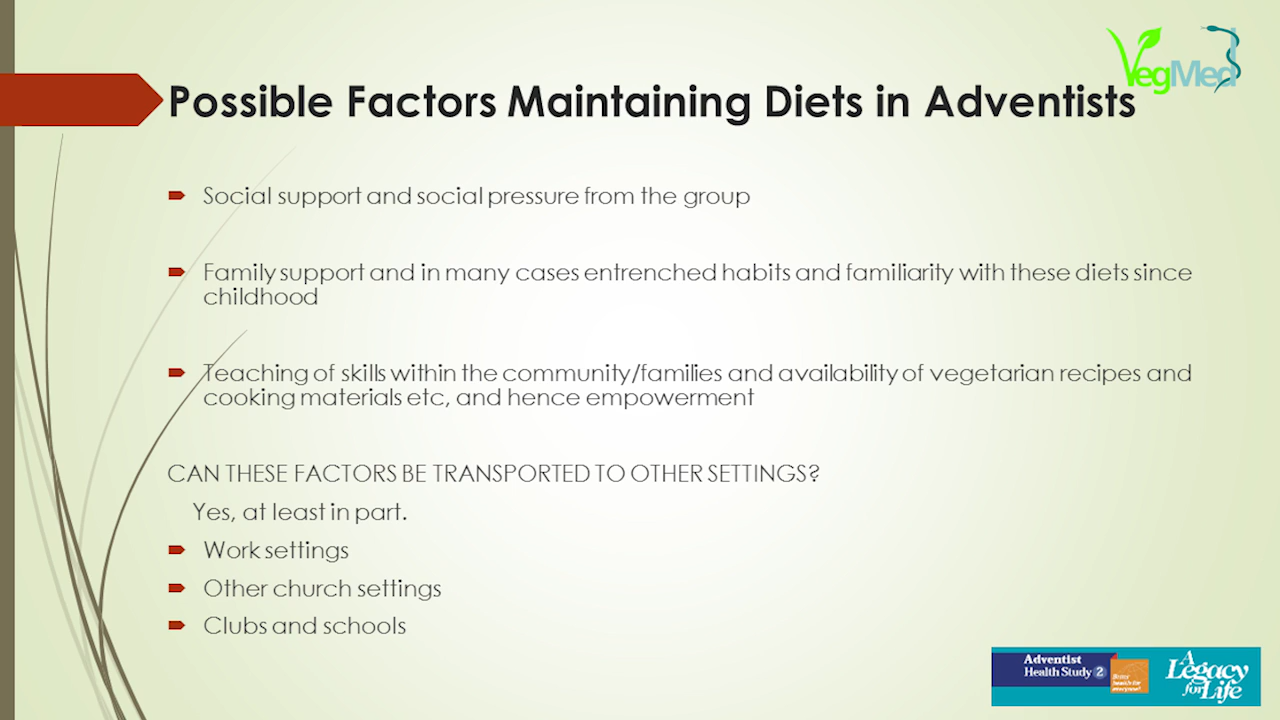 VegMed
Possible Factors Maintaining Diets in Adventists
Social support and social pressure from the group
Family support and in many cases entrenched habits and familiarity with these diets since
childhood
Teaching of skills within the community/families and availability of vegetarian recipes and
cooking materials etc, and hence empowerment
CAN THESE FACTORS BE TRANSPORTED TO OTHER SETTINGS?
Yes, at least in part.
Work settings
Other church settings
Clubs and schools
Adventist
Health Study 2
Better
health for
everyone!
A
Legacy
for Life